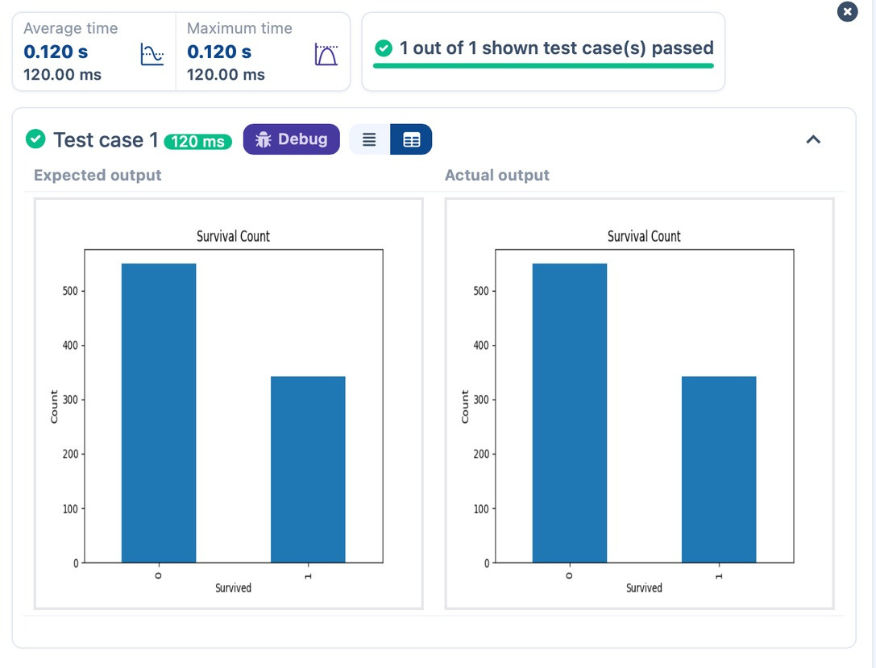 Average time
0.120 s
120.00 ms
Maximum time
0.120 s
120.00 ms
1 out of 1 shown test case(s) passed
Test case 1 120 ms Debug
Expected output
Survival Count
500
400
300
200
100
0
Count
0 1
Survived
Actual output
Survival Count
500
400
300
200
100
0
Count
0 1
Survived